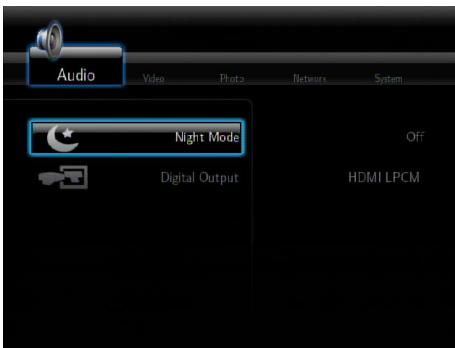 Audio Video Photo Network System
Night Mode Off
Digital Output HDMI LPCM